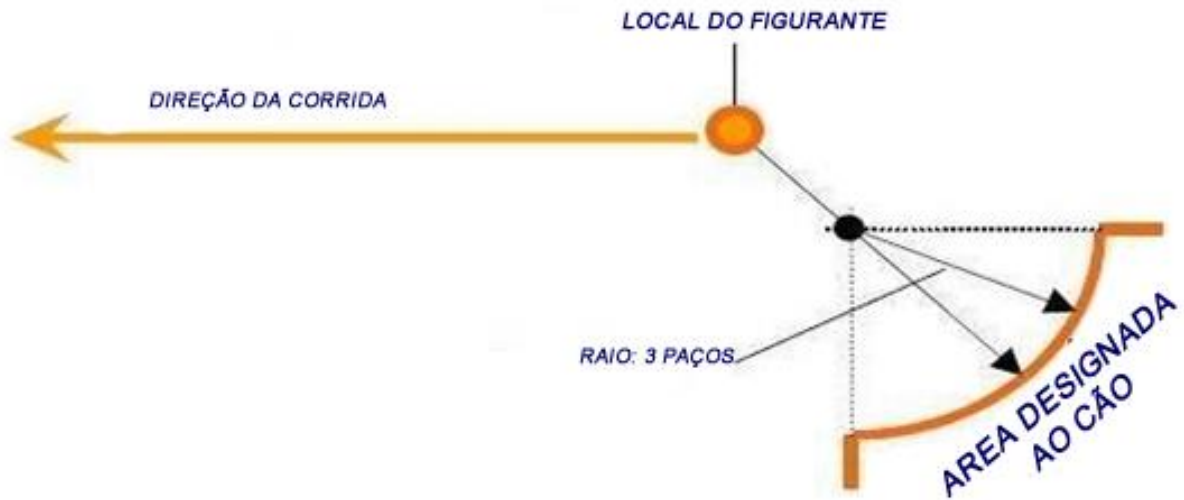 LOCAL DO FIGURANTE
DIREÇÃO DA CORRIDA
RAIO: 3 PAÇOS
AREA DESIGNADA
AO CÃO